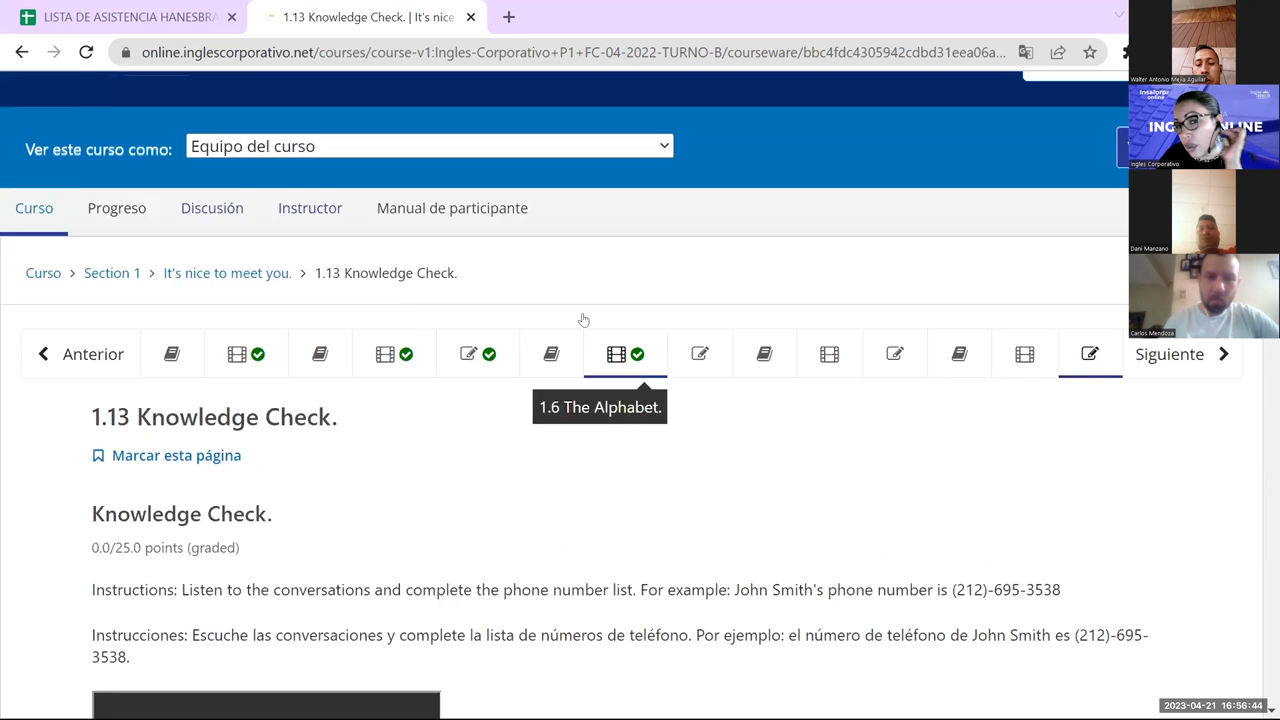 LISTA DE ASISTENCIA HANESBRA
1.13 Knowledge Check. | It's nice
online.inglescorporativo.net/courses/course-v1:Ingles-Corporativo+P1+FC-04-2022-TURNO-B/courseware/bbc4fdc4305942cdbd31eea06a...
Walter Antonio Mejia Aguilar
Insaforp
online
INGL
NLINE
Ingles Corporativo
Dani Manzano
Carlos Mendoza
Ver este curso como:
Equipo del curso
Curso
Progreso
Discusión
Instructor
Manual de participante
Curso > Section 1 > It's nice to meet you. > 1.13 Knowledge Check.
Anterior
Siguiente
1.6 The Alphabet.
1.13 Knowledge Check.
Marcar esta página
Knowledge Check.
0.0/25.0 points (graded)
Instructions: Listen to the conversations and complete the phone number list. For example: John Smith's phone number is (212)-695-3538
Instrucciones: Escuche las conversaciones y complete la lista de números de teléfono. Por ejemplo: el número de teléfono de John Smith es (212)-695-
3538.
2023-04-21 16:56:44